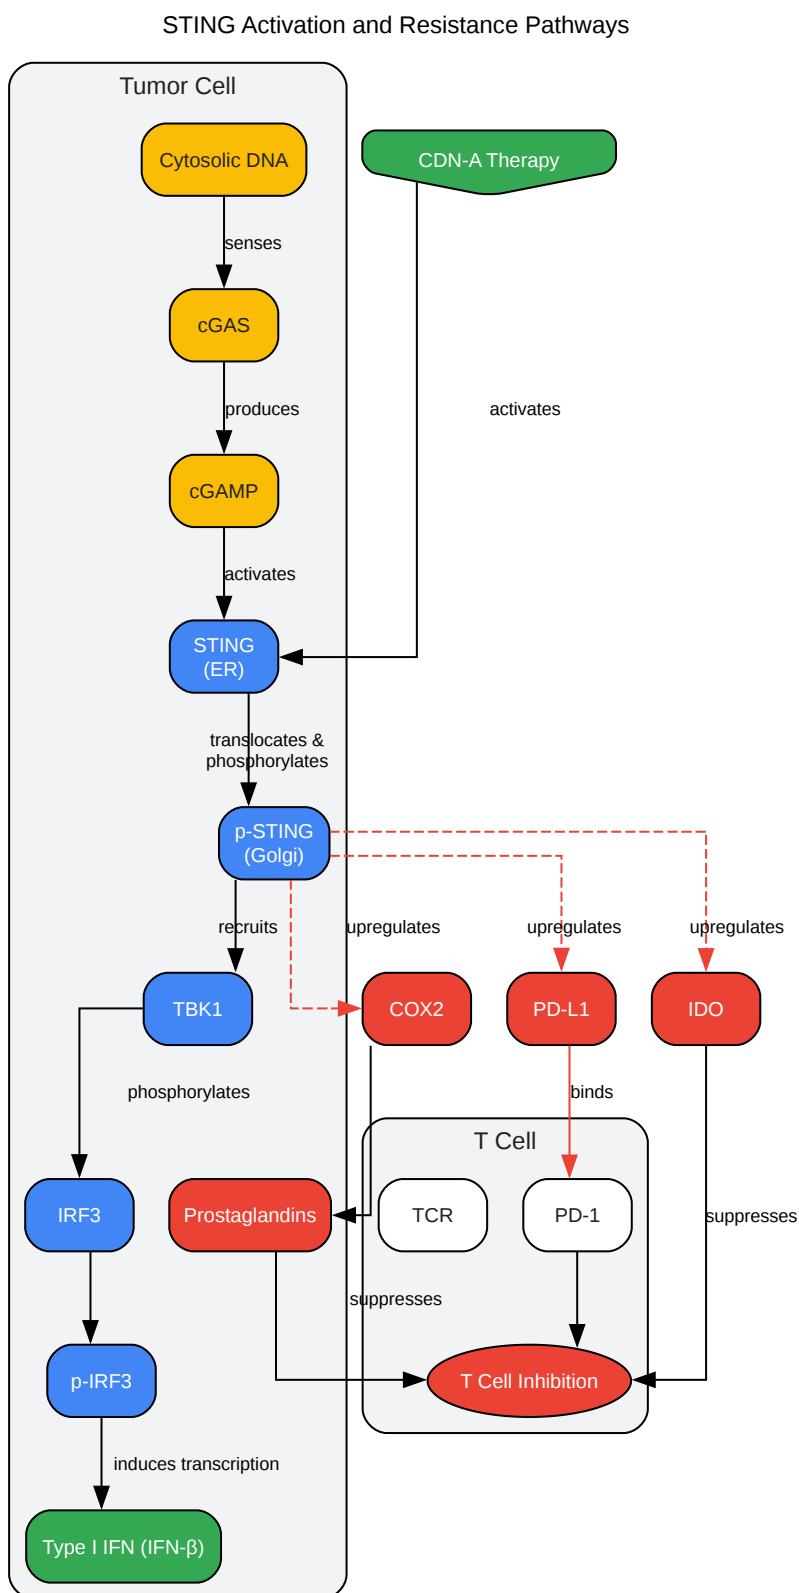 STING Activation and Resistance Pathways
Tumor Cell
Cytosolic DNA
CDN-A Therapy
senses
cGAS
produces
activates
cGAMP
activates
STING
(ER)
translocates &
phosphorylates
p-STING
(Golgi)
recruits
upregulates
upregulates
upregulates
TBK1
COX2
PD-L1
IDO
phosphorylates
binds
T Cell
IRF3
Prostaglandins
TCR
PD-1
suppresses
suppresses
p-IRF3
T Cell Inhibition
induces transcription
Type I IFN (IFN-β)